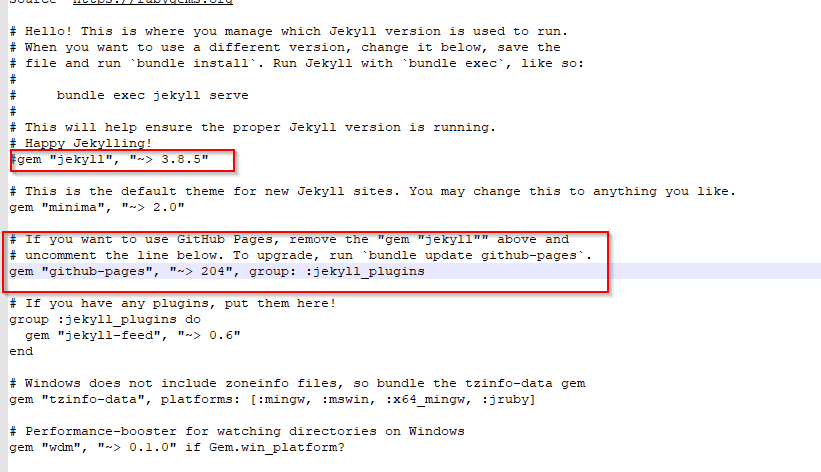 source "https://rubygems.org"
# Hello! This is where you manage which Jekyll version is used to run.
# When you want to use a different version, change it below, save the
# file and run `bundle install`. Run Jekyll with `bundle exec`, like so:
#
#     bundle exec jekyll serve
#
# This will help ensure the proper Jekyll version is running.
# Happy Jekylling!
#gem "jekyll", "~> 3.8.5"
# This is the default theme for new Jekyll sites. You may change this to anything you like.
gem "minima", "~> 2.0"
# If you want to use GitHub Pages, remove the "gem "jekyll"" above and
# uncomment the line below. To upgrade, run `bundle update github-pages`.
gem "github-pages", "~> 204", group: :jekyll_plugins
# If you have any plugins, put them here!
group :jekyll_plugins do
  gem "jekyll-feed", "~> 0.6"
end
# Windows does not include zoneinfo files, so bundle the tzinfo-data gem
gem "tzinfo-data", platforms: [:mingw, :mswin, :x64_mingw, :jruby]
# Performance-booster for watching directories on Windows
gem "wdm", "~> 0.1.0" if Gem.win_platform?